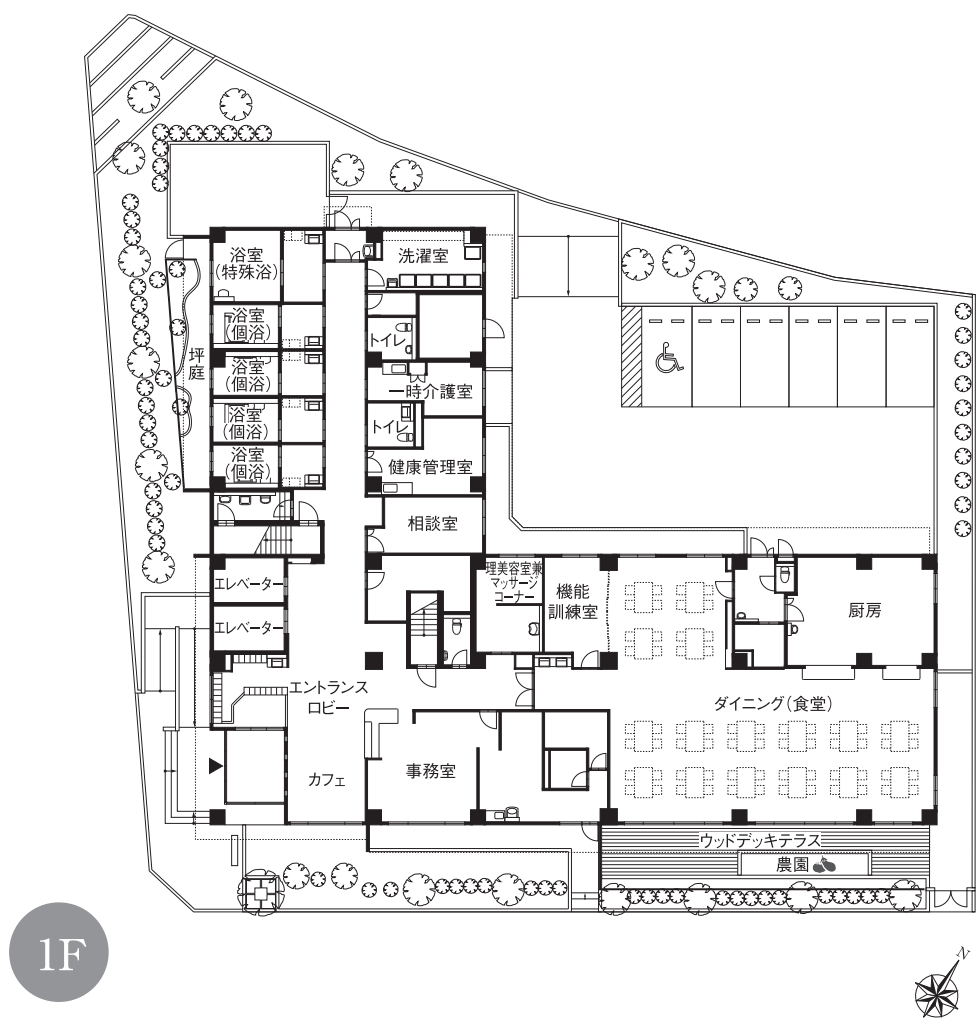 浴室
（特殊浴）
洗濯室
浴室
（個浴）
トイレ
坪庭
浴室
（個浴）
一時介護室
浴室
（個浴）
トイレ
浴室
（個浴）
健康管理室
相談室
エレベーター
理美容室兼
マッサージ
コーナー
機能
訓練室
厨房
エレベーター
エントランス
ロビー
ダイニング（食堂）
カフェ
事務室
ウッドデッキテラス
農園
1F
N